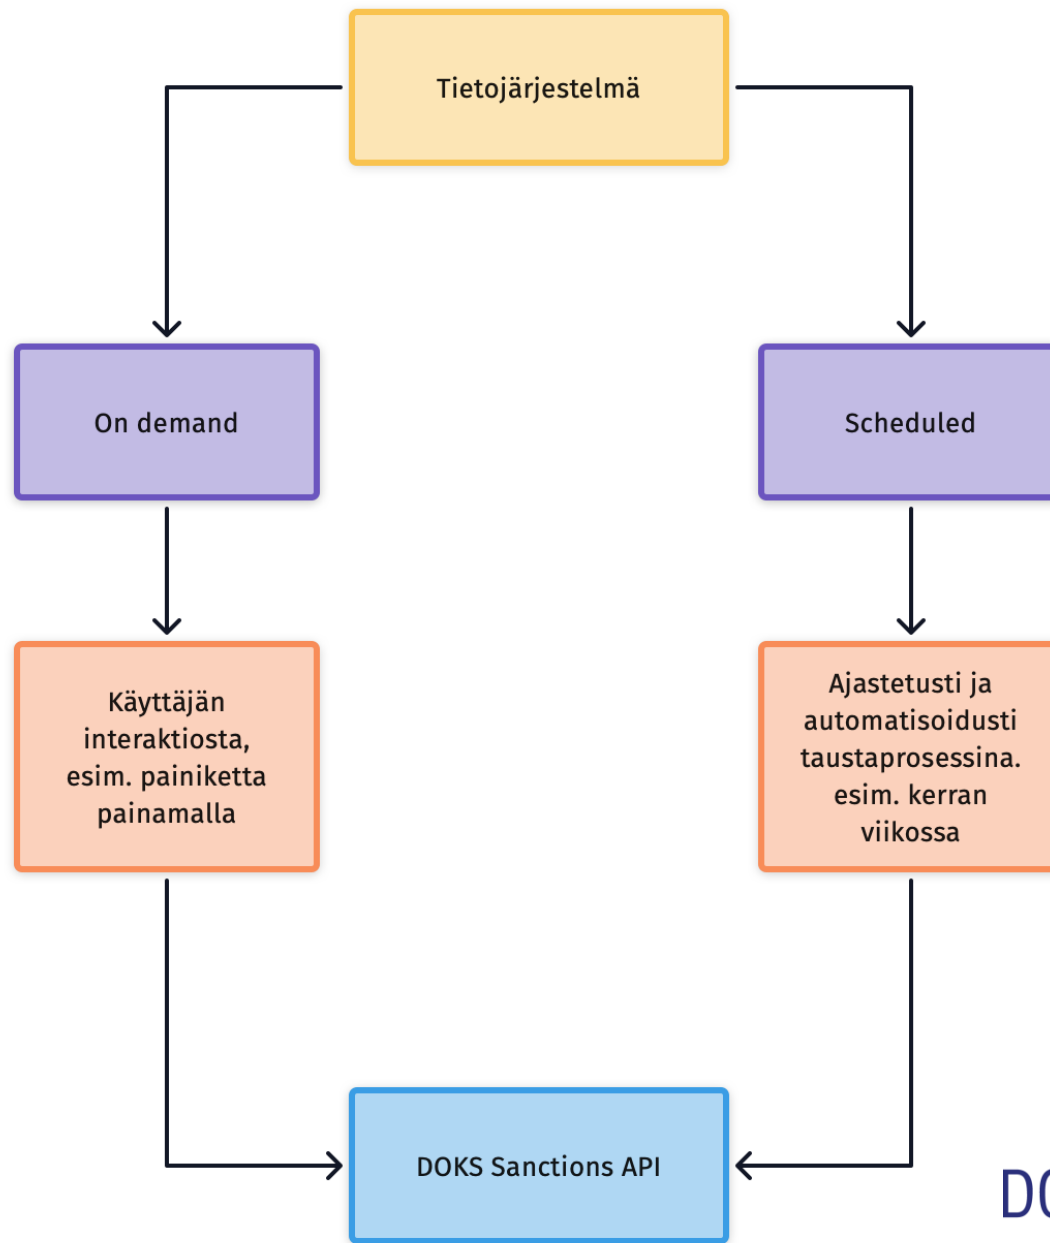 Tietojärjestelmä
On demand
Scheduled
Käyttäjän
interaktiosta,
esim. painiketta
painamalla
Ajastetusti ja
automatisoidusti
taustaprosessina.
esim. kerran
viikossa
DOKS Sanctions API